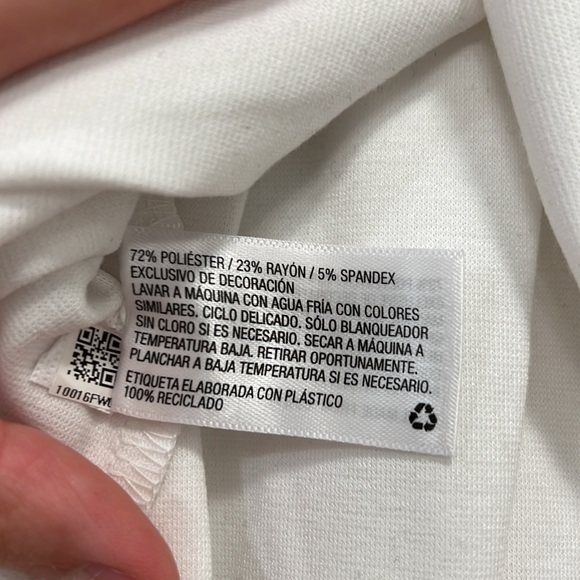 72% POLIÉSTER / 23% RAYÓN / 5% SPANDEX
EXCLUSIVO DE DECORACIÓN
LAVAR A MÁQUINA CON AGUA FRÍA CON COLORES
SIMILARES. CICLO DELICADO. SÓLO BLANQUEADOR
SIN CLORO SI ES NECESARIO. SECAR A MÁQUINA A
TEMPERATURA BAJA. RETIRAR OPORTUNAMENTE.
PLANCHAR A BAJA TEMPERATURA SI ES NECESARIO.
ETIQUETA ELABORADA CON PLÁSTICO
100% RECICLADO